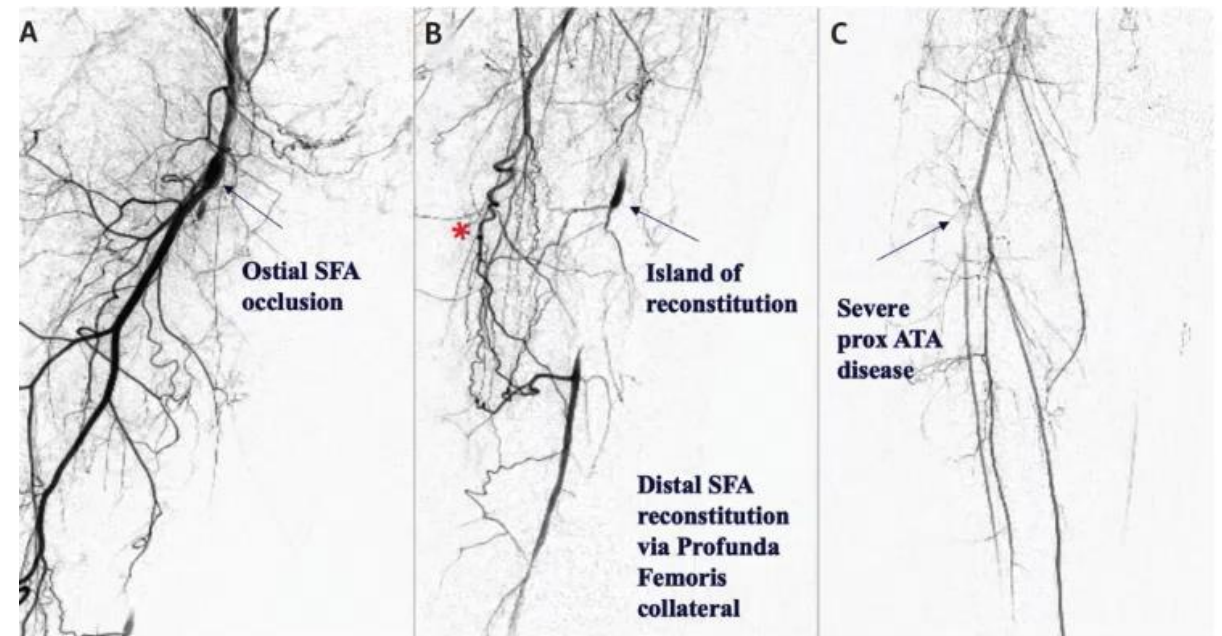 A
B
C
Ostial SFA
occlusion
*
Island of
reconstitution
Distal SFA
reconstitution
via Profunda
Femoris
collateral
Severe
prox ATA
disease